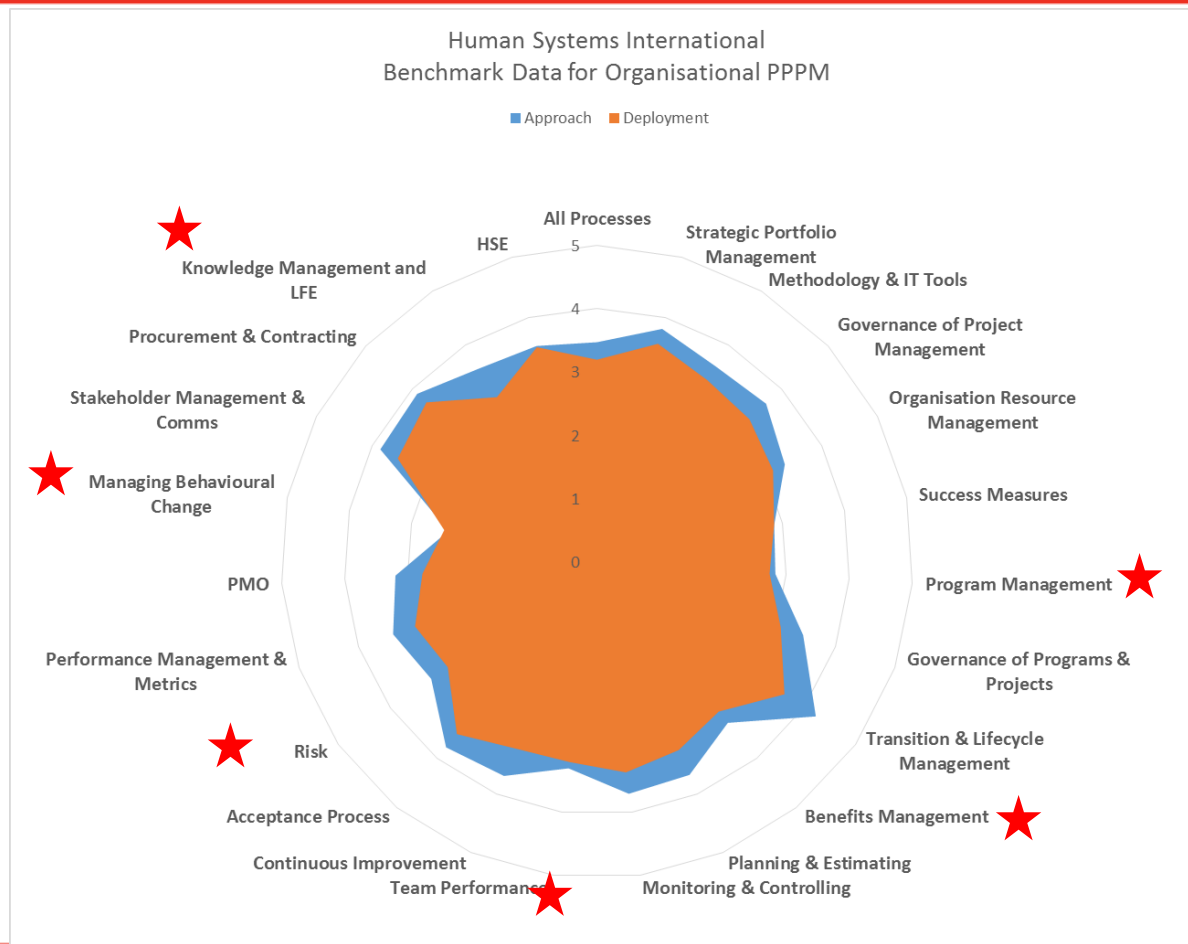 Human Systems International
Benchmark Data for Organisational PPPM
Approach
Deployment
All Processes
Strategic Portfolio
Management
Methodology & IT Tools
Governance of Project
Management
Organisation Resource
Management
Success Measures
Program Management
Governance of Programs &
Projects
Transition & Lifecycle
Management
Benefits Management
Planning & Estimating
Monitoring & Controlling
Team Performance
Continuous Improvement
Acceptance Process
Risk
Performance Management &
Metrics
PMO
Managing Behavioural
Change
Stakeholder Management &
Comms
Procurement & Contracting
Knowledge Management and
LFE
HSE
5
4
3
2
1
0